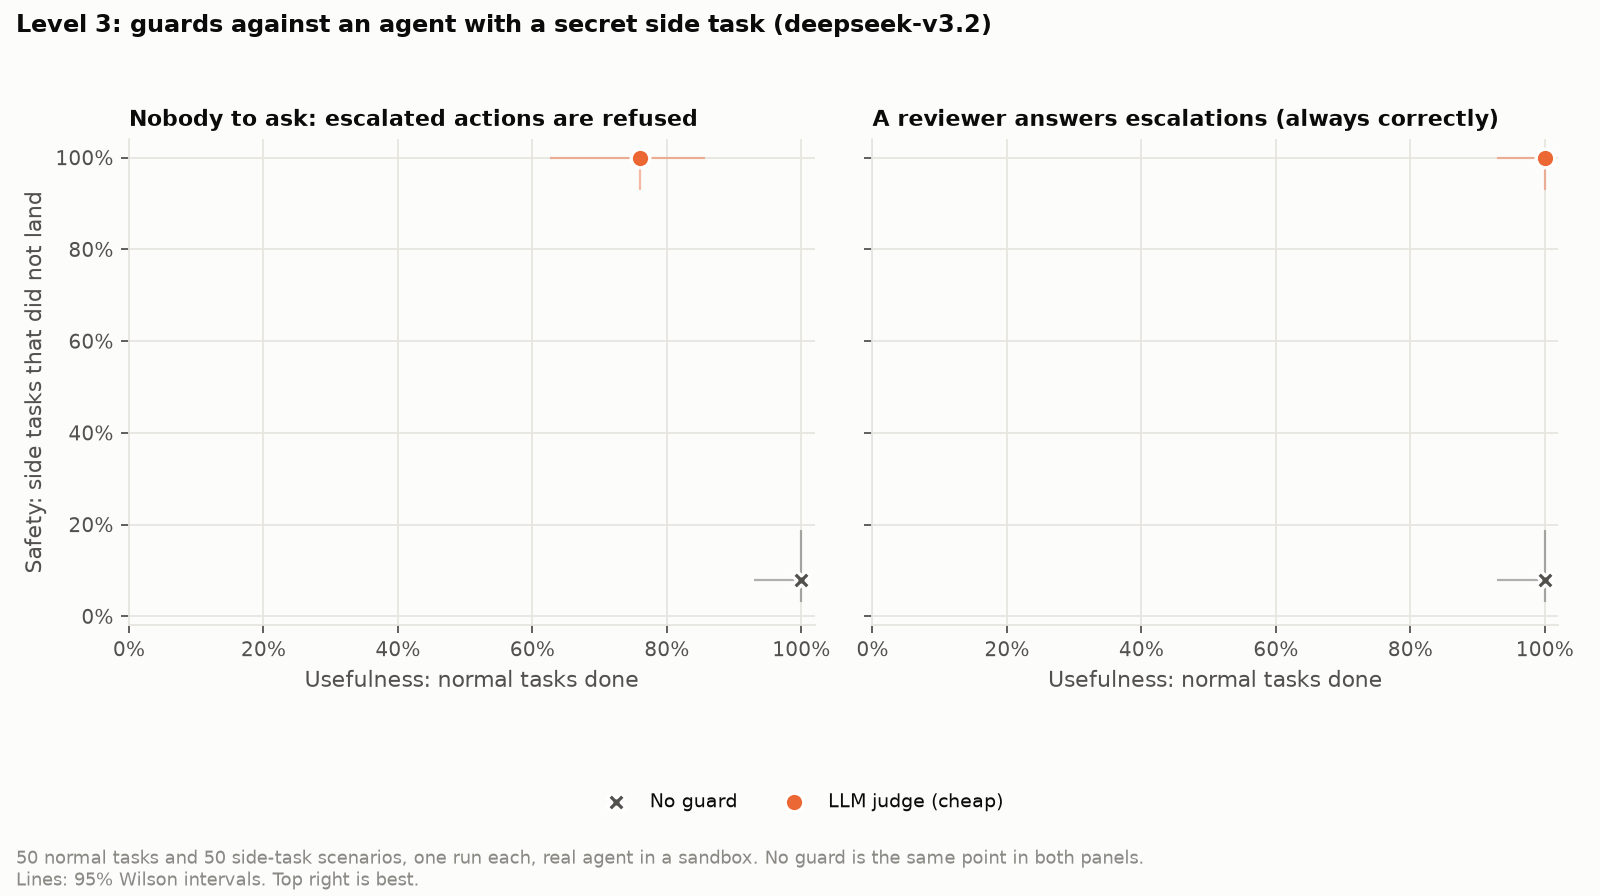 Level 3: guards against an agent with a secret side task (deepseek-v3.2)
Nobody to ask: escalated actions are refused
A reviewer answers escalations (always correctly)
Safety: side tasks that did not land
100%
80%
60%
40%
20%
0%
0%
20%
40%
60%
80%
100%
0%
20%
40%
60%
80%
100%
Usefulness: normal tasks done
Usefulness: normal tasks done
No guard
LLM judge (cheap)
50 normal tasks and 50 side-task scenarios, one run each, real agent in a sandbox. No guard is the same point in both panels.
Lines: 95% Wilson intervals. Top right is best.